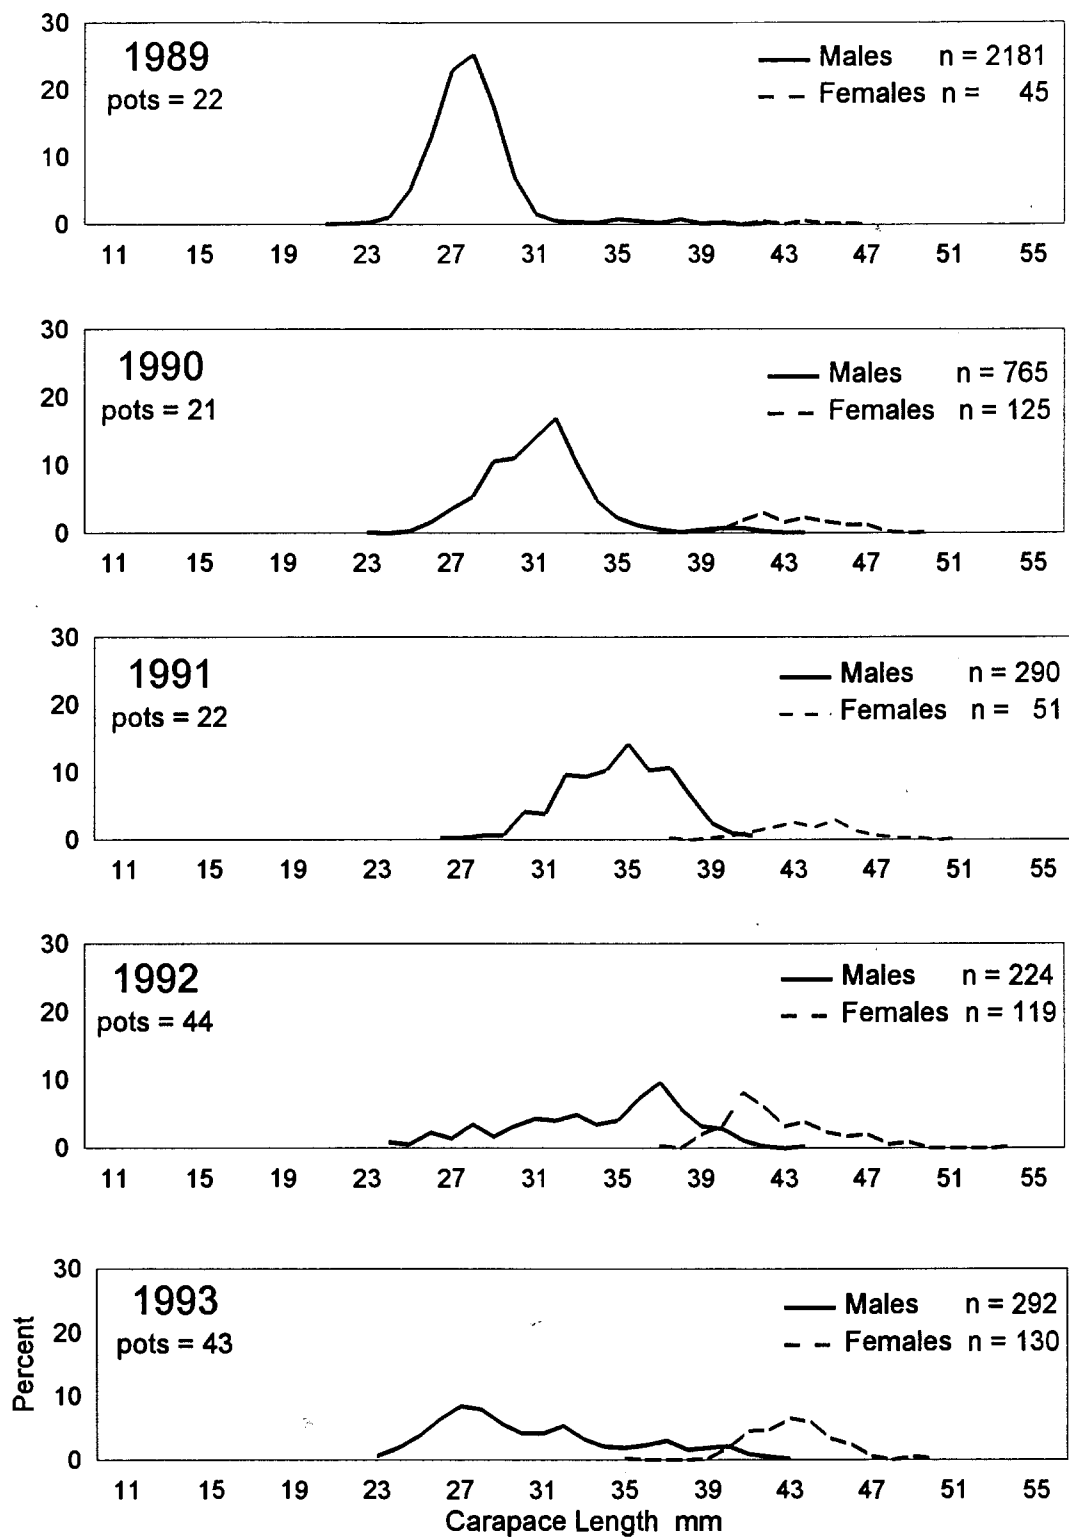 30
1989
Males n = 2181
pots = 22
Females n = 45
20
10
0
11 15 19 23 27 31 35 39 43 47 51 55
30
1990
Males n = 765
pots = 21
Females n = 125
20
10
0
11 15 19 23 27 31 35 39 43 47 51 55
30
1991
Males n = 290
pots = 22
Females n = 51
20
10
0
11 15 19 23 27 31 35 39 43 47 51 55
30
1992
Males n = 224
pots = 44
Females n = 119
20
10
0
11 15 19 23 27 31 35 39 43 47 51 55
30
1993
Males n = 292
pots = 43
Females n = 130
20
10
0
Percent
11 15 19 23 27 31 35 39 43 47 51 55
Carapace Length mm